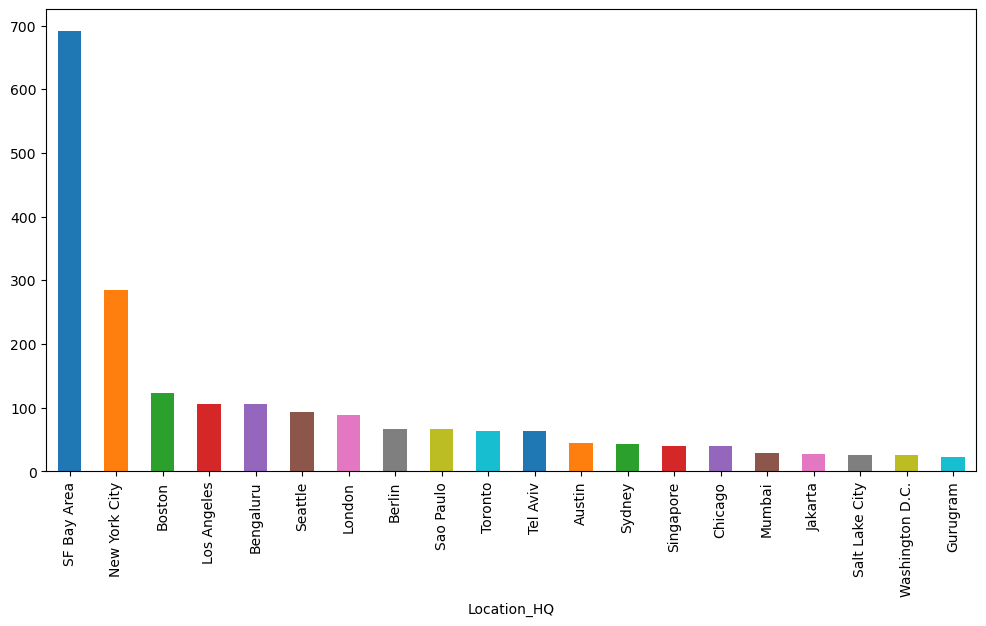 700
600
500
400
300
200
100
0
SF Bay Area
New York City
Boston
Los Angeles
Bengaluru
Seattle
London
Berlin
Sao Paulo
Toronto
Tel Aviv
Austin
Sydney
Singapore
Chicago
Mumbai
Jakarta
Salt Lake City
Washington D.C.
Gurugram
Location_HQ